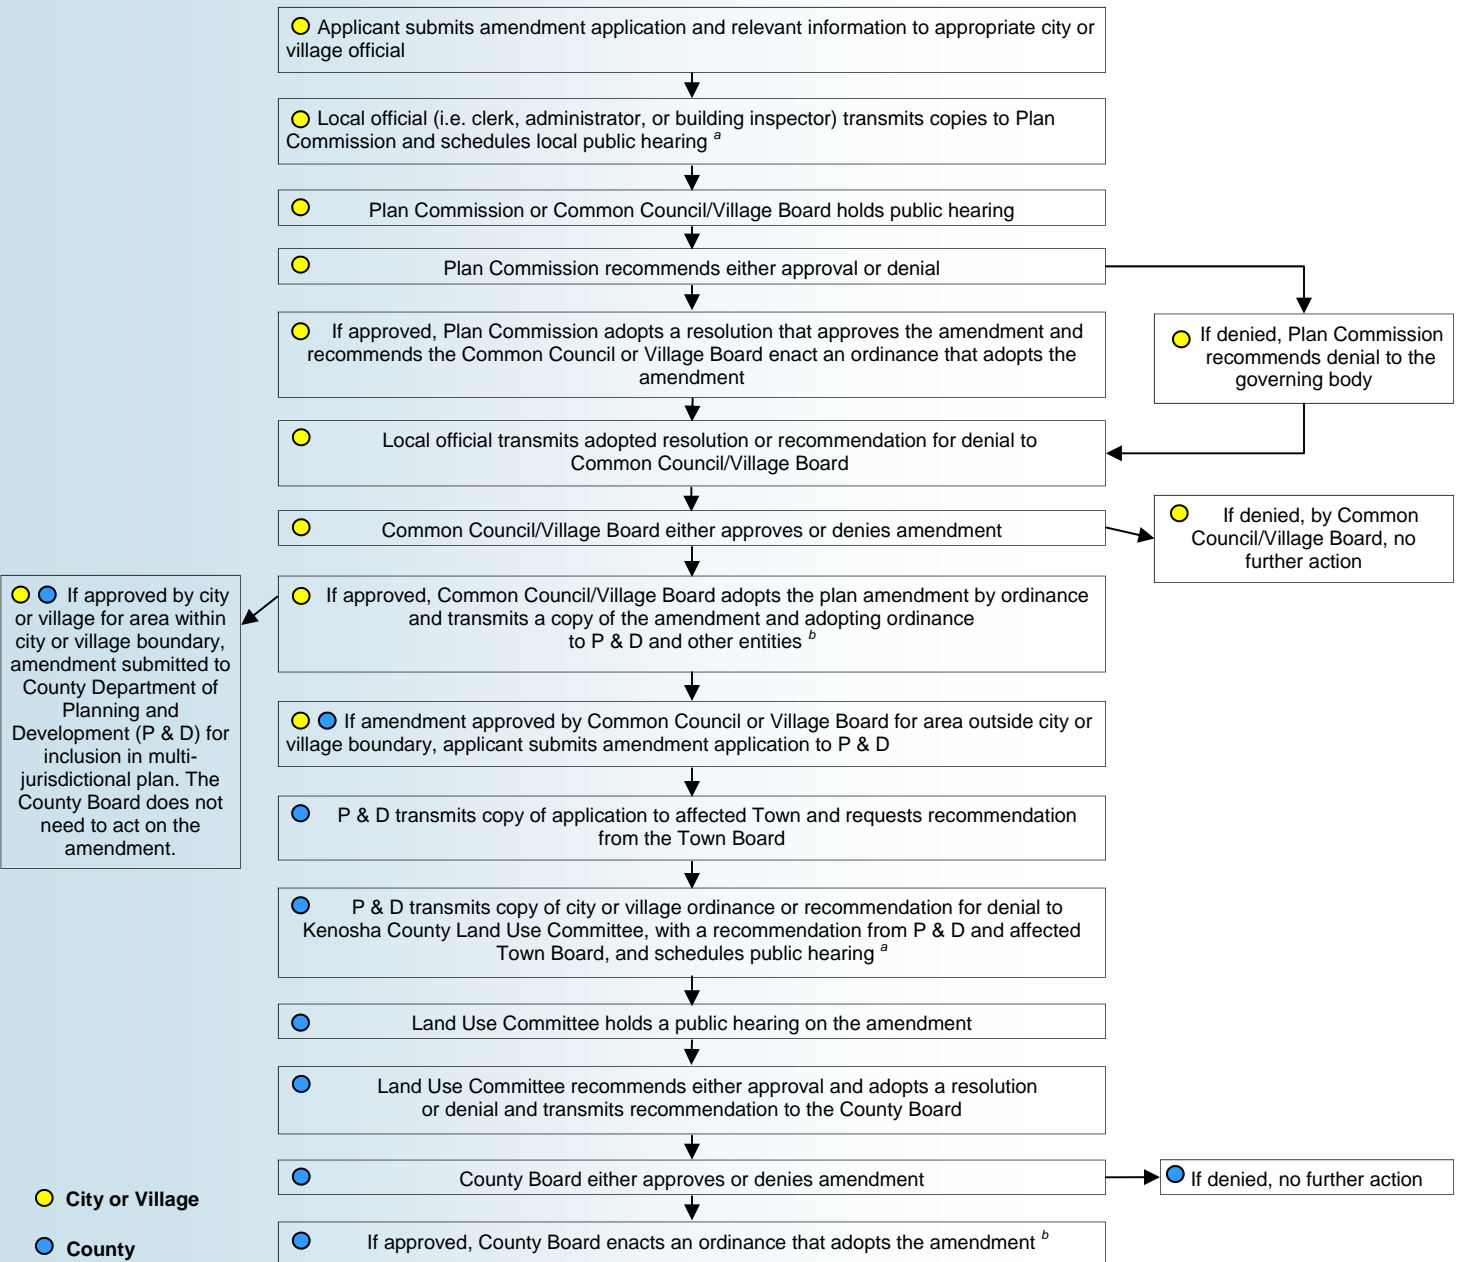 Applicant submits amendment application and relevant information to appropriate city or
village official
Local official (i.e. clerk, administrator, or building inspector) transmits copies to Plan
Commission and schedules local public hearing a
Plan Commission or Common Council/Village Board holds public hearing
Plan Commission recommends either approval or denial
If approved, Plan Commission adopts a resolution that approves the amendment and
recommends the Common Council or Village Board enact an ordinance that adopts the
amendment
If denied, Plan Commission
recommends denial to the
governing body
Local official transmits adopted resolution or recommendation for denial to
Common Council/Village Board
Common Council/Village Board either approves or denies amendment
If denied, by Common
Council/Village Board, no
further action
If approved, Common Council/Village Board adopts the plan amendment by ordinance
and transmits a copy of the amendment and adopting ordinance
to P & D and other entities b
If approved by city
or village for area within
city or village boundary,
amendment submitted to
County Department of
Planning and
Development (P & D) for
inclusion in multi-
jurisdictional plan. The
County Board does not
need to act on the
amendment.
If amendment approved by Common Council or Village Board for area outside city or
village boundary, applicant submits amendment application to P & D
P & D transmits copy of application to affected Town and requests recommendation
from the Town Board
P & D transmits copy of city or village ordinance or recommendation for denial to
Kenosha County Land Use Committee, with a recommendation from P & D and affected
Town Board, and schedules public hearing a
Land Use Committee holds a public hearing on the amendment
Land Use Committee recommends either approval and adopts a resolution
or denial and transmits recommendation to the County Board
County Board either approves or denies amendment
If denied, no further action
If approved, County Board enacts an ordinance that adopts the amendment b
City or Village
County